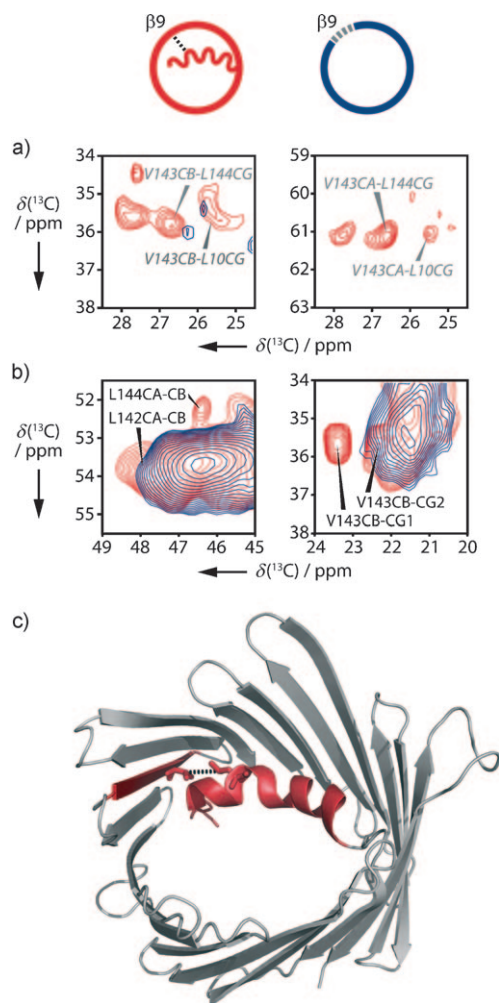 β9
β9
a)
34
35
36
37
38
δ(¹³C)
/ ppm
V143CB-L144CG
V143CB-L10CG
28 27 26 25
59
60
61
62
63
V143CA-L144CG
V143CA-L10CG
28 27 26 25
δ(¹³C) / ppm
b)
52
53
54
55
δ(¹³C)
/ ppm
L144CA-CB
L142CA-CB
49 48 47 46 45
34
35
36
37
38
V143CB-CG2
V143CB-CG1
24 23 22 21 20
δ(¹³C) / ppm
c)